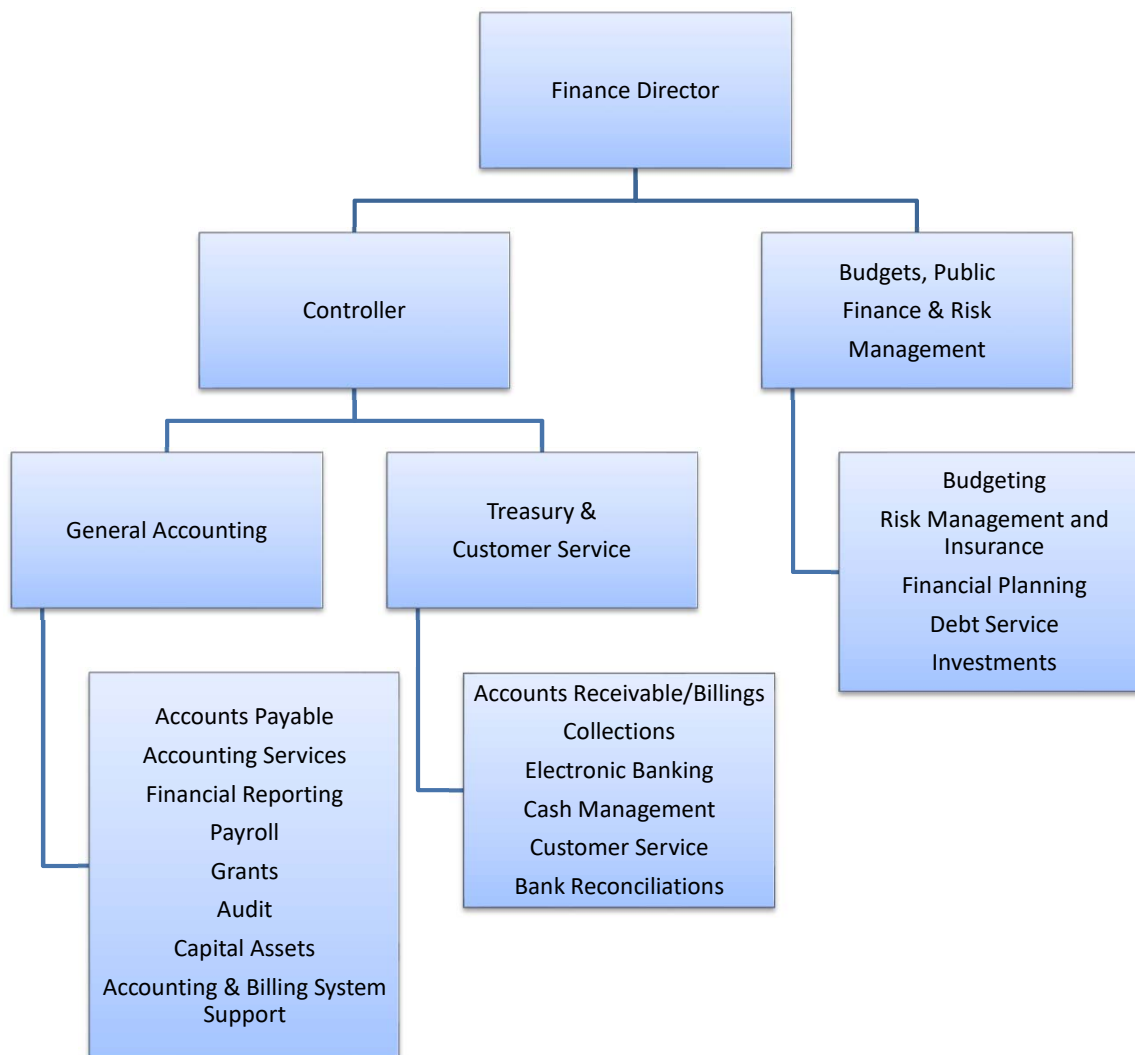 Finance Director
Controller
Budgets, Public
Finance & Risk
Management
General Accounting
Treasury &
Customer Service
Budgeting
Risk Management and
Insurance
Financial Planning
Debt Service
Investments
Accounts Payable
Accounting Services
Financial Reporting
Payroll
Grants
Audit
Capital Assets
Accounting & Billing System
Support
Accounts Receivable/Billings
Collections
Electronic Banking
Cash Management
Customer Service
Bank Reconciliations